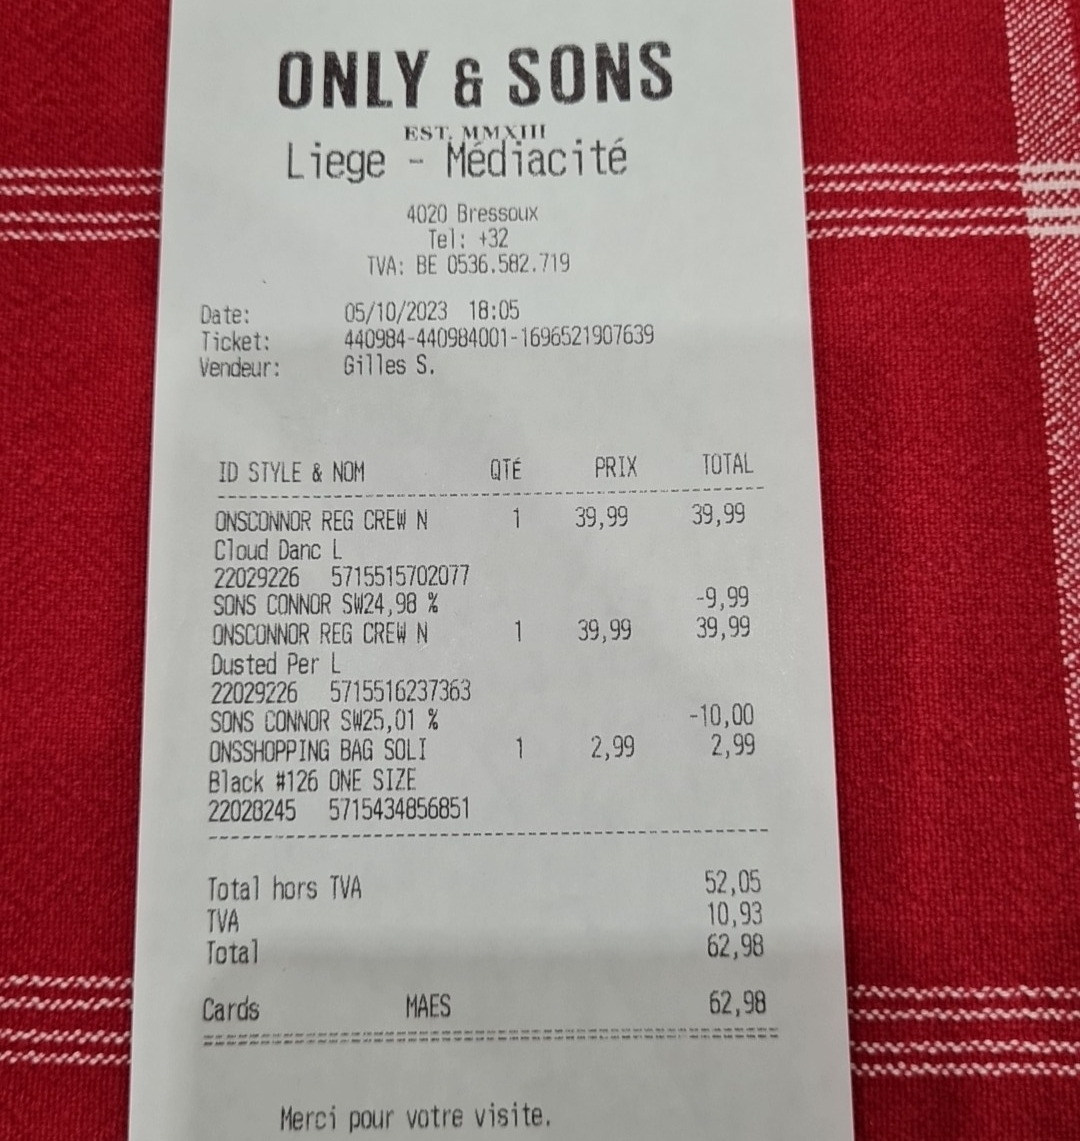 ONLY & SONS
EST. MMXIII
Liege - Médiacité
4020 Bressoux
Tel: +32
TVA: BE 0536.582.719
Date: 05/10/2023 18:05
Ticket: 440984-440984001-1696521907639
Vendeur: Gilles S.
ID STYLE & NOM QTÉ PRIX TOTAL
ONSCONNOR REG CREW N 1 39,99 39,99
Cloud Danc L
22029226 5715515702077
SONS CONNOR SW24,98 % -9,99
ONSCONNOR REG CREW N 1 39,99 39,99
Dusted Per L
22029226 5715516237363
SONS CONNOR SW25,01 % -10,00
ONSSHOPPING BAG SOLI 1 2,99 2,99
Black #126 ONE SIZE
22028245 5715434856851
Total hors TVA 52,05
TVA 10,93
Total 62,98
Cards MAES 62,98
Merci pour votre visite.